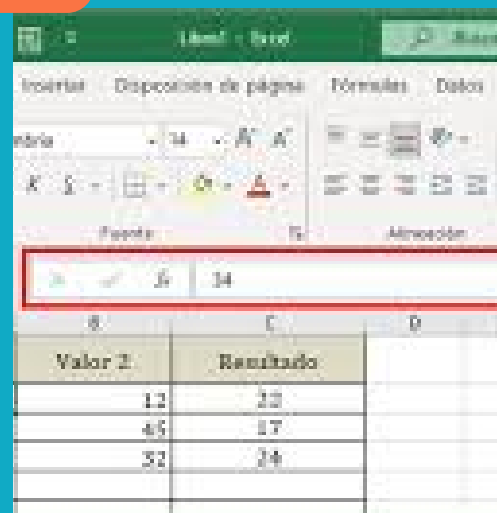 Libro1 - Excel
Insertar Disposición de página Fórmulas Datos
14 A A
K S A
Fuente Alineación
fx 34
B C D
Valor 2 Resultado
12 22
45 17
32 24